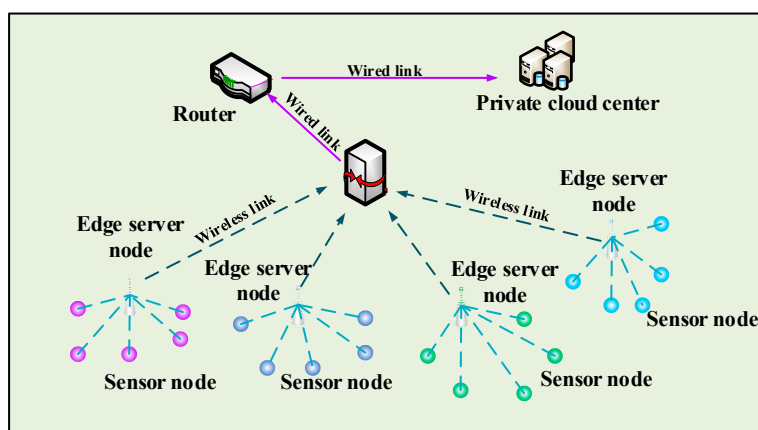 Wired link
Router
Private cloud center
Wired link
Edge server
node
Wireless link
Wireless link
Edge server
node
Edge server
node
Edge server
node
Sensor node
Sensor node
Sensor node
Sensor node